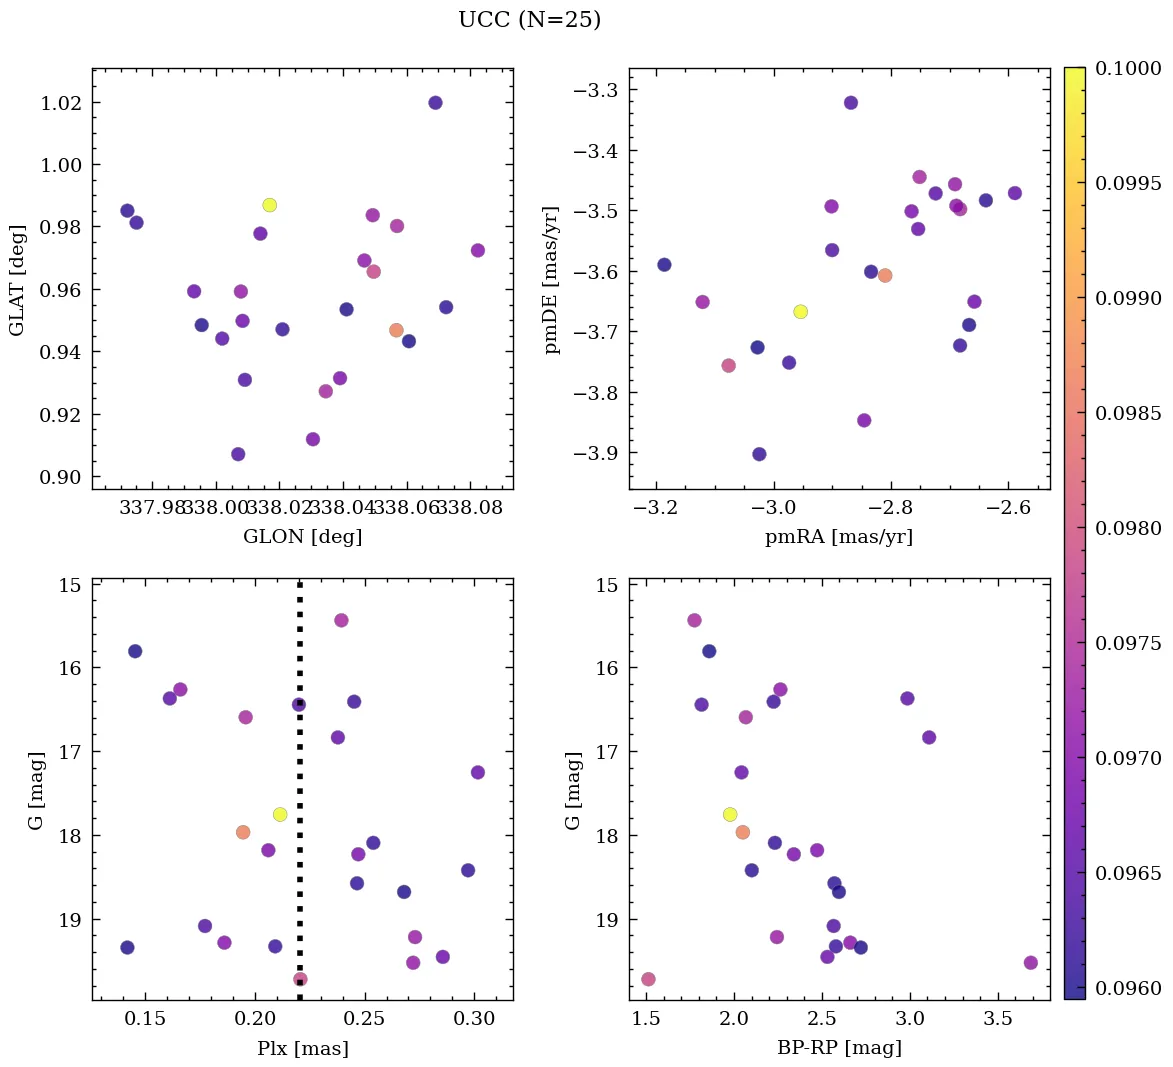 UCC (N=25)
1.02
1.00
0.98
0.96
0.94
0.92
0.90
GLAT [deg]
337.98 338.00 338.02 338.04 338.06 338.08
GLON [deg]
−3.3
−3.4
−3.5
−3.6
−3.7
−3.8
−3.9
pmDE [mas/yr]
−3.2 −3.0 −2.8 −2.6
pmRA [mas/yr]
0.1000
0.0995
0.0990
0.0985
0.0980
0.0975
0.0970
0.0965
0.0960
15
16
17
18
19
G [mag]
0.15 0.20 0.25 0.30
Plx [mas]
15
16
17
18
19
G [mag]
1.5 2.0 2.5 3.0 3.5
BP-RP [mag]